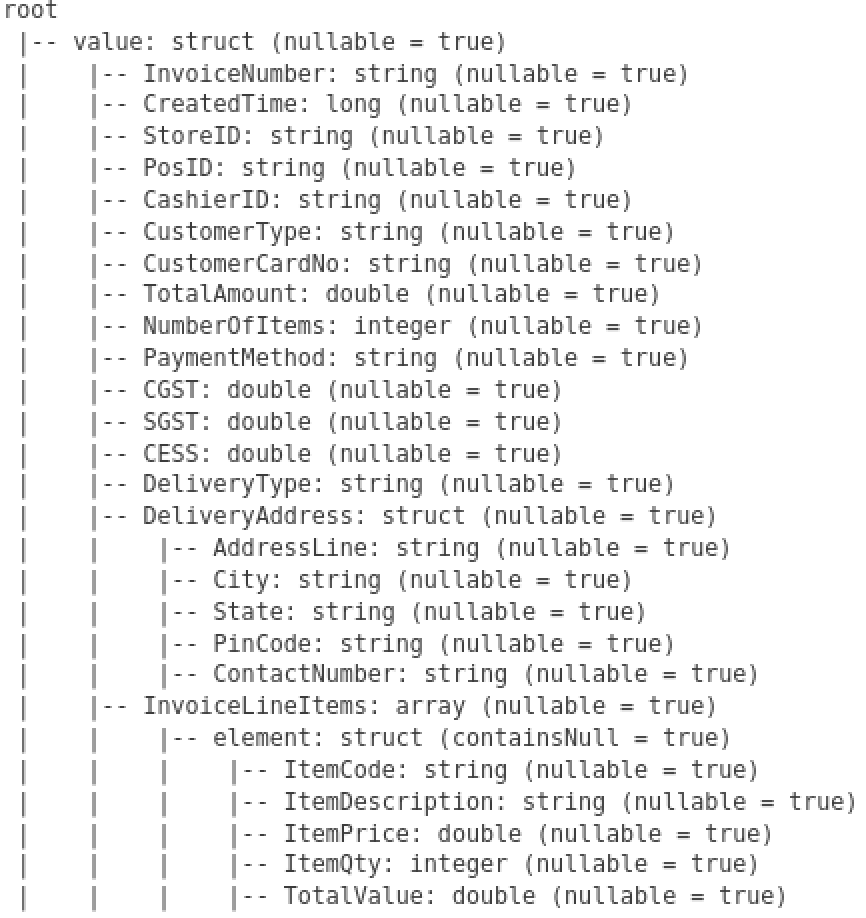 root
 |-- value: struct (nullable = true)
 |    |-- InvoiceNumber: string (nullable = true)
 |    |-- CreatedTime: long (nullable = true)
 |    |-- StoreID: string (nullable = true)
 |    |-- PosID: string (nullable = true)
 |    |-- CashierID: string (nullable = true)
 |    |-- CustomerType: string (nullable = true)
 |    |-- CustomerCardNo: string (nullable = true)
 |    |-- TotalAmount: double (nullable = true)
 |    |-- NumberOfItems: integer (nullable = true)
 |    |-- PaymentMethod: string (nullable = true)
 |    |-- CGST: double (nullable = true)
 |    |-- SGST: double (nullable = true)
 |    |-- CESS: double (nullable = true)
 |    |-- DeliveryType: string (nullable = true)
 |    |-- DeliveryAddress: struct (nullable = true)
 |    |    |-- AddressLine: string (nullable = true)
 |    |    |-- City: string (nullable = true)
 |    |    |-- State: string (nullable = true)
 |    |    |-- PinCode: string (nullable = true)
 |    |    |-- ContactNumber: string (nullable = true)
 |    |-- InvoiceLineItems: array (nullable = true)
 |    |    |-- element: struct (containsNull = true)
 |    |    |    |-- ItemCode: string (nullable = true)
 |    |    |    |-- ItemDescription: string (nullable = true)
 |    |    |    |-- ItemPrice: double (nullable = true)
 |    |    |    |-- ItemQty: integer (nullable = true)
 |    |    |    |-- TotalValue: double (nullable = true)